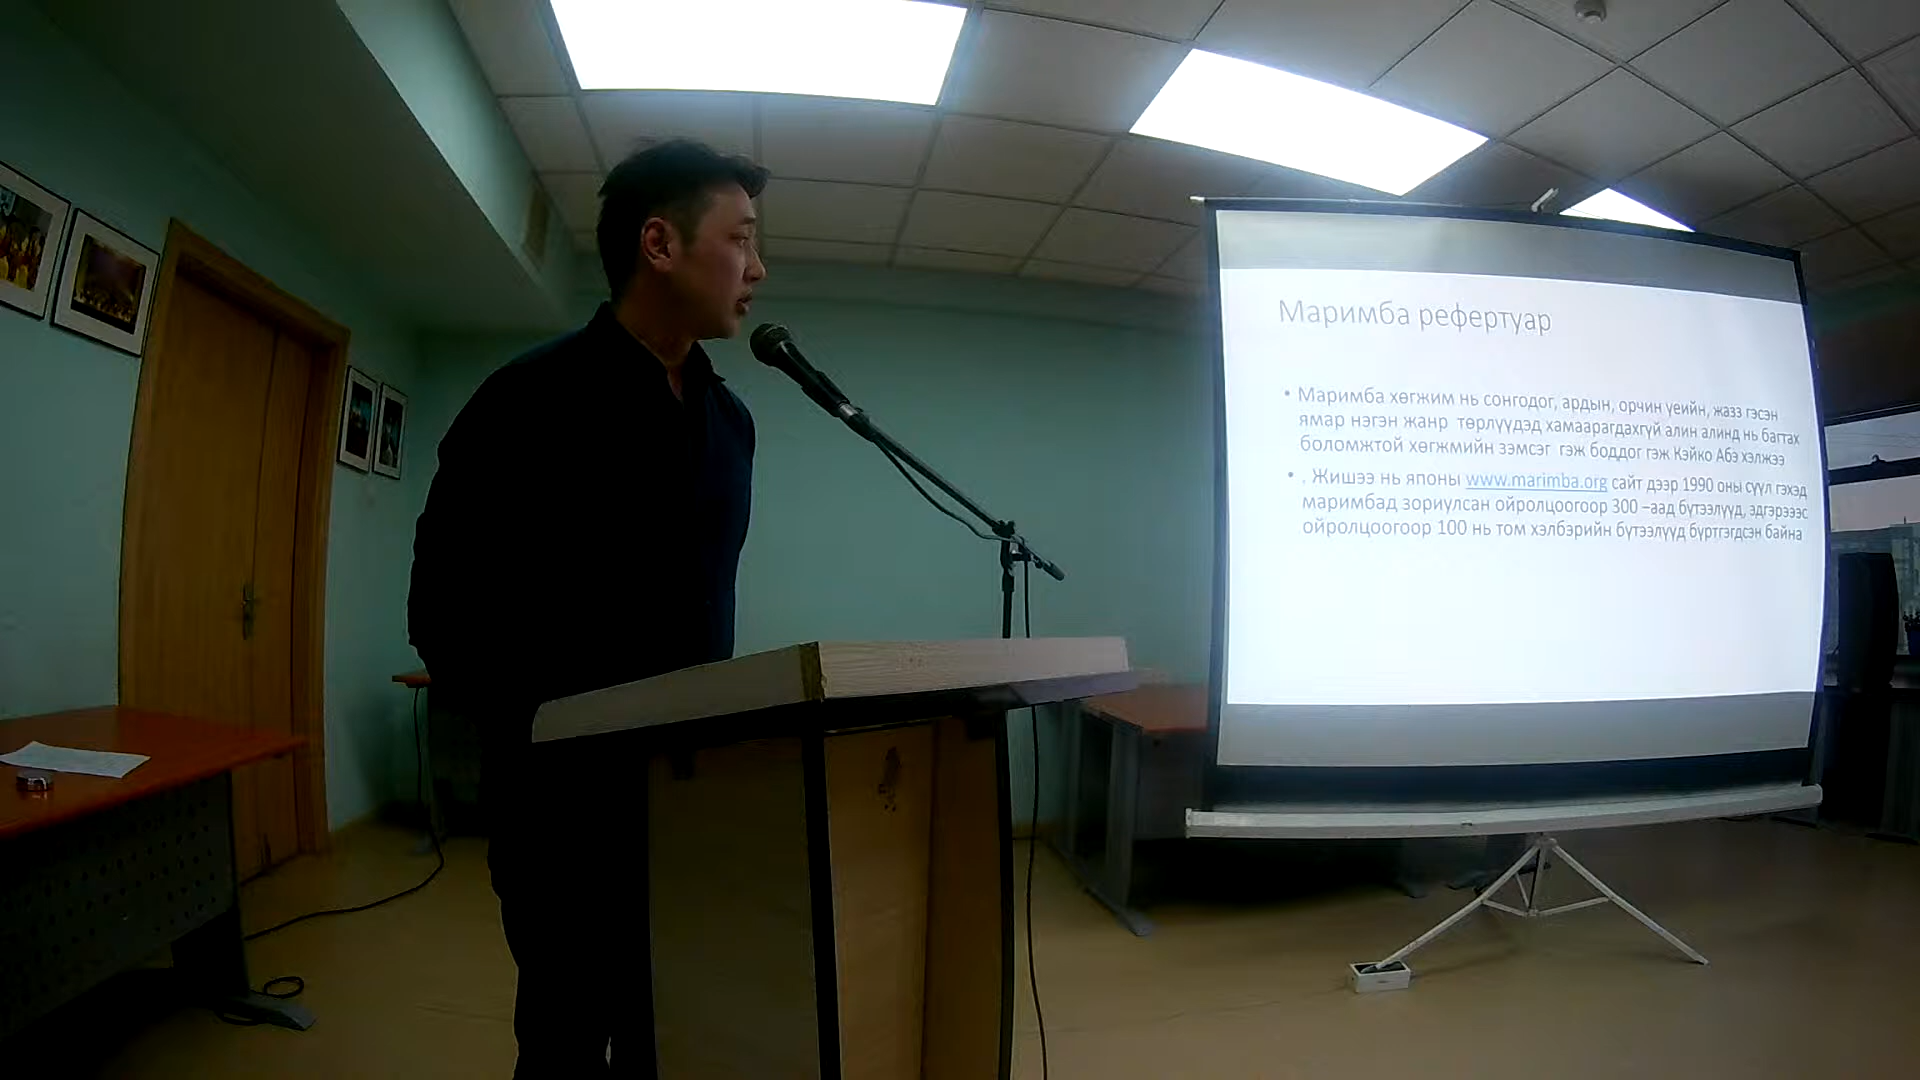 Маримба рефертуар
• Маримба хөгжим нь сонгодог, ардын, орчин үеийн, жазз гэсэн
ямар нэгэн жанр төрлүүдэд хамаарагдахгүй алин алинд нь багтах
боломжтой хөгжмийн зэмсэг гэж боддог гэж Кэйко Абэ хэлжээ
• . Жишээ нь японы www.marimba.org сайт дээр 1990 оны сүүл гэхэд
маримбад зориулсан ойролцоогоор 300 –аад бүтээлүүд, эдгэрээс
ойролцоогоор 100 нь том хэлбэрийн бүтээлүүд бүртгэгдсэн байна